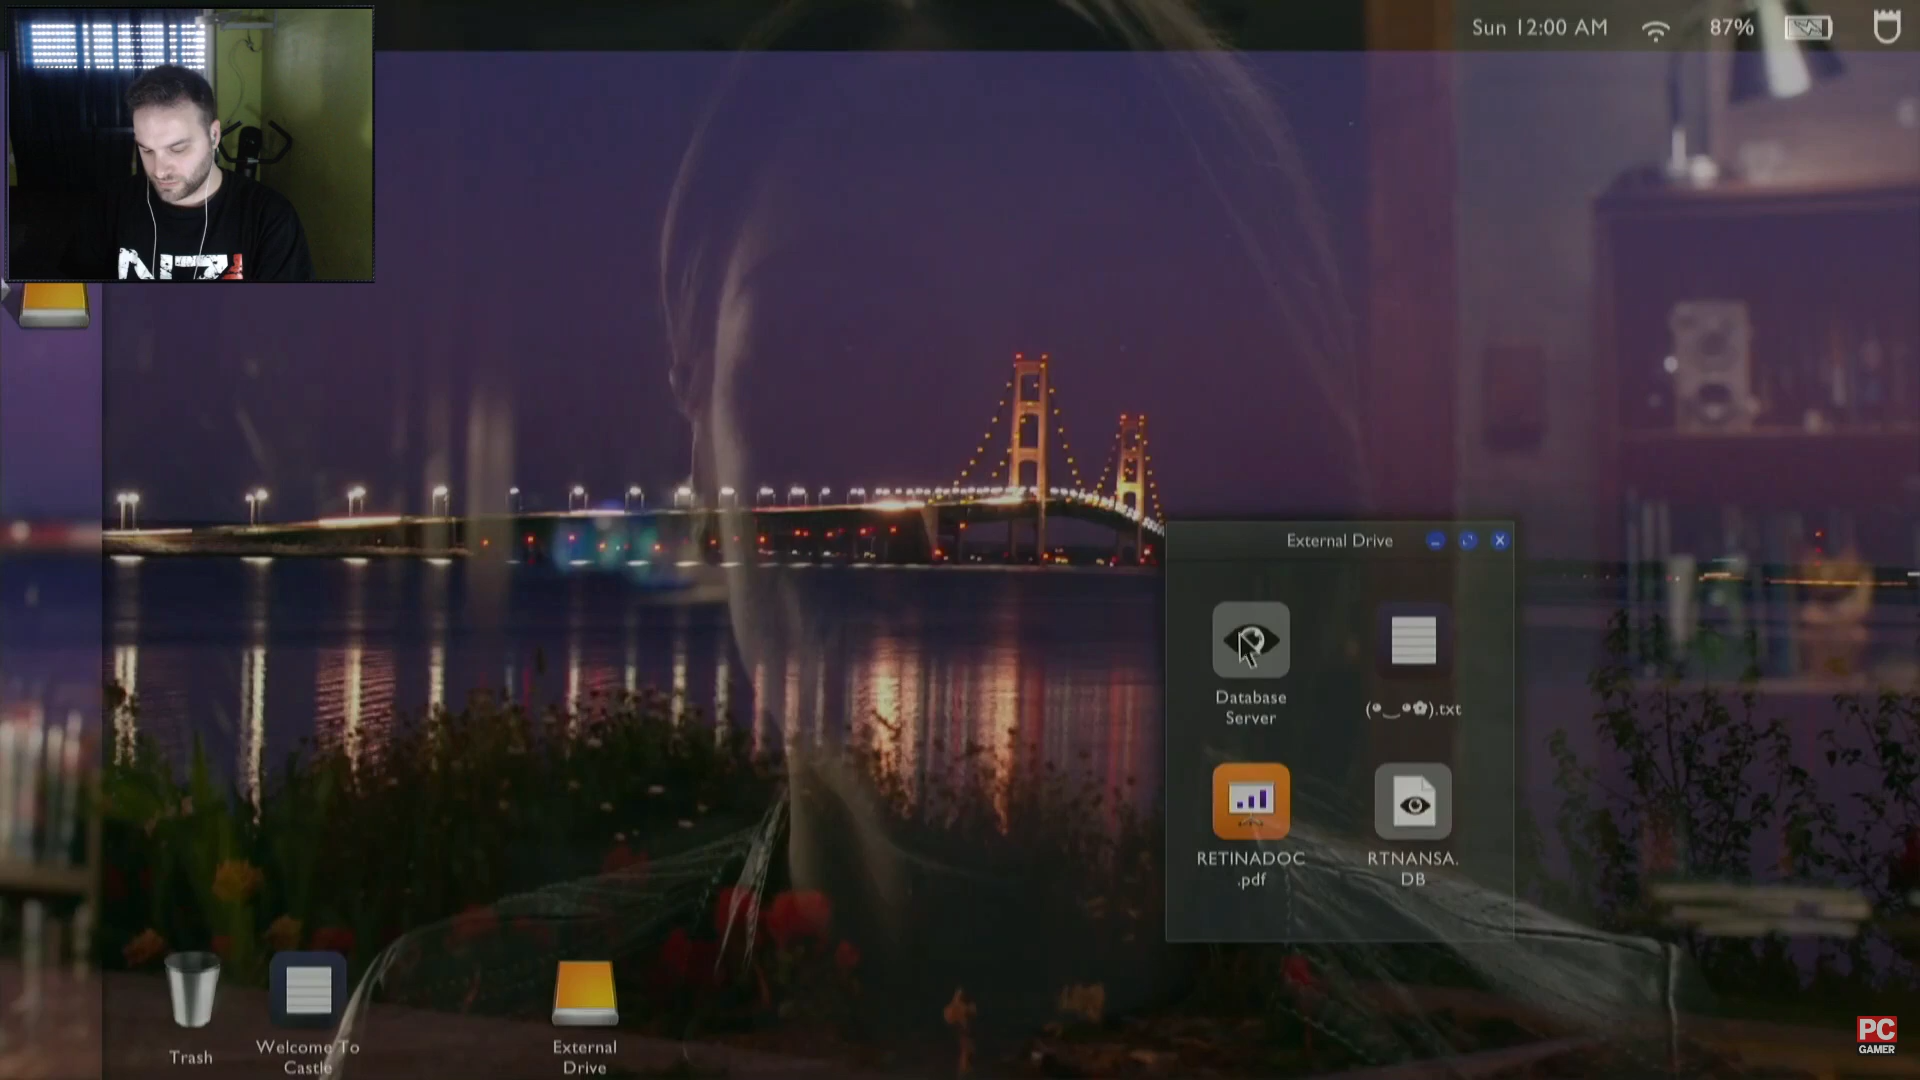 Sun 12:00 AM
87%
N7
External Drive
Database
Server
(•‿•✿).txt
RETINADOC
.pdf
RTNANSA.
DB
Trash
Welcome To
Castle
External
Drive
PC
GAMER